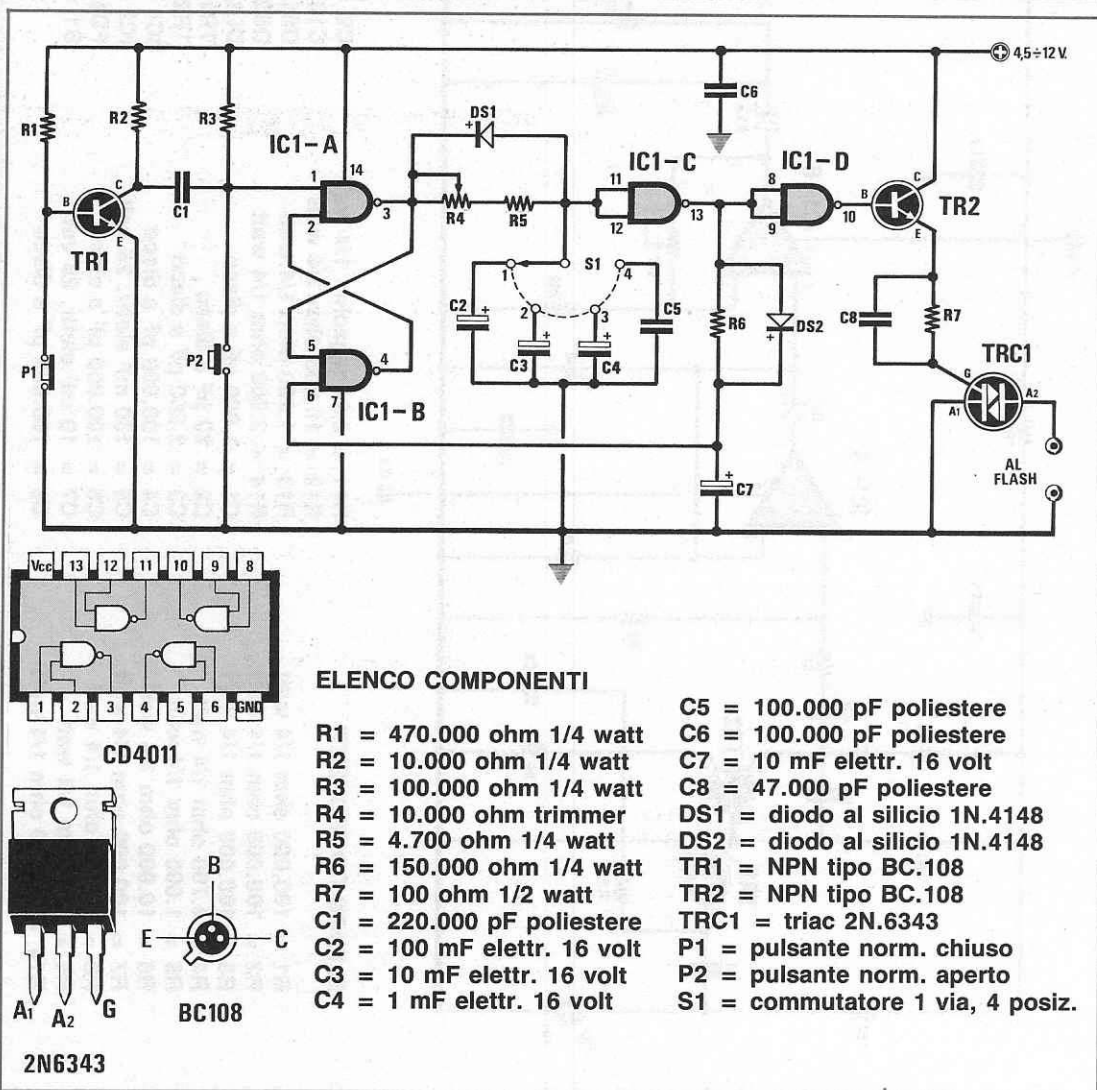 4,5÷12 V.
R1
R2
R3
C6
DS1
+
IC1-A
IC1-C
IC1-D
1
14
2
3
R4
R5
11
12
13
8
9
10
B
C
E
TR1
C1
B
C
E
TR2
S1
1
2
3
4
C2
+
C3
+
C4
+
C5
R6
DS2
+
C8
R7
TRC1
G
A1
A2
P1
P2
5
6
4
7
IC1-B
C7
+
AL
FLASH
Vcc 13 12 11 10 9 8
1 2 3 4 5 6 GND
CD4011
A1 A2 G
2N6343
B
E C
BC108
ELENCO COMPONENTI
R1 = 470.000 ohm 1/4 watt
R2 = 10.000 ohm 1/4 watt
R3 = 100.000 ohm 1/4 watt
R4 = 10.000 ohm trimmer
R5 = 4.700 ohm 1/4 watt
R6 = 150.000 ohm 1/4 watt
R7 = 100 ohm 1/2 watt
C1 = 220.000 pF poliestere
C2 = 100 mF elettr. 16 volt
C3 = 10 mF elettr. 16 volt
C4 = 1 mF elettr. 16 volt
C5 = 100.000 pF poliestere
C6 = 100.000 pF poliestere
C7 = 10 mF elettr. 16 volt
C8 = 47.000 pF poliestere
DS1 = diodo al silicio 1N.4148
DS2 = diodo al silicio 1N.4148
TR1 = NPN tipo BC.108
TR2 = NPN tipo BC.108
TRC1 = triac 2N.6343
P1 = pulsante norm. chiuso
P2 = pulsante norm. aperto
S1 = commutatore 1 via, 4 posiz.